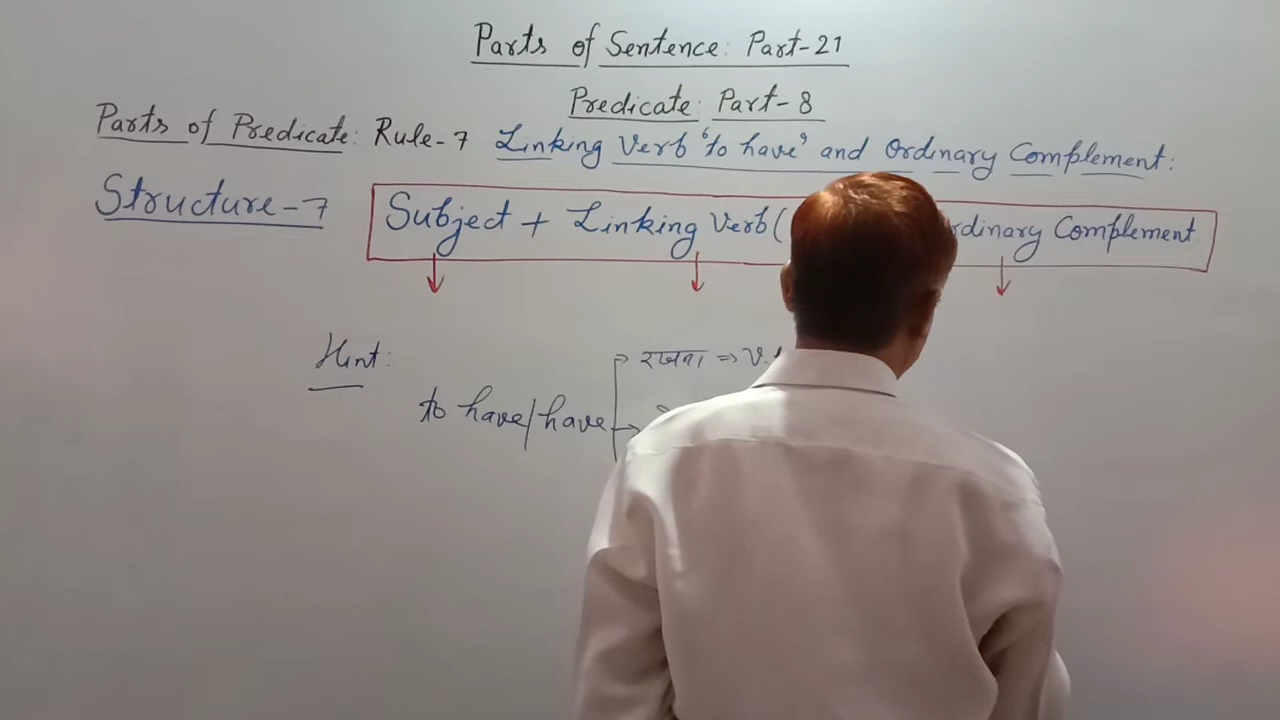 Parts of Sentence: Part-21
Predicate: Part-8
Parts of Predicate: Rule-7 Linking Verb 'to have' and Ordinary Complement:
Structure-7 Subject + Linking Verb ( rdinary Complement
Hint:
रखना => V.
to have/have